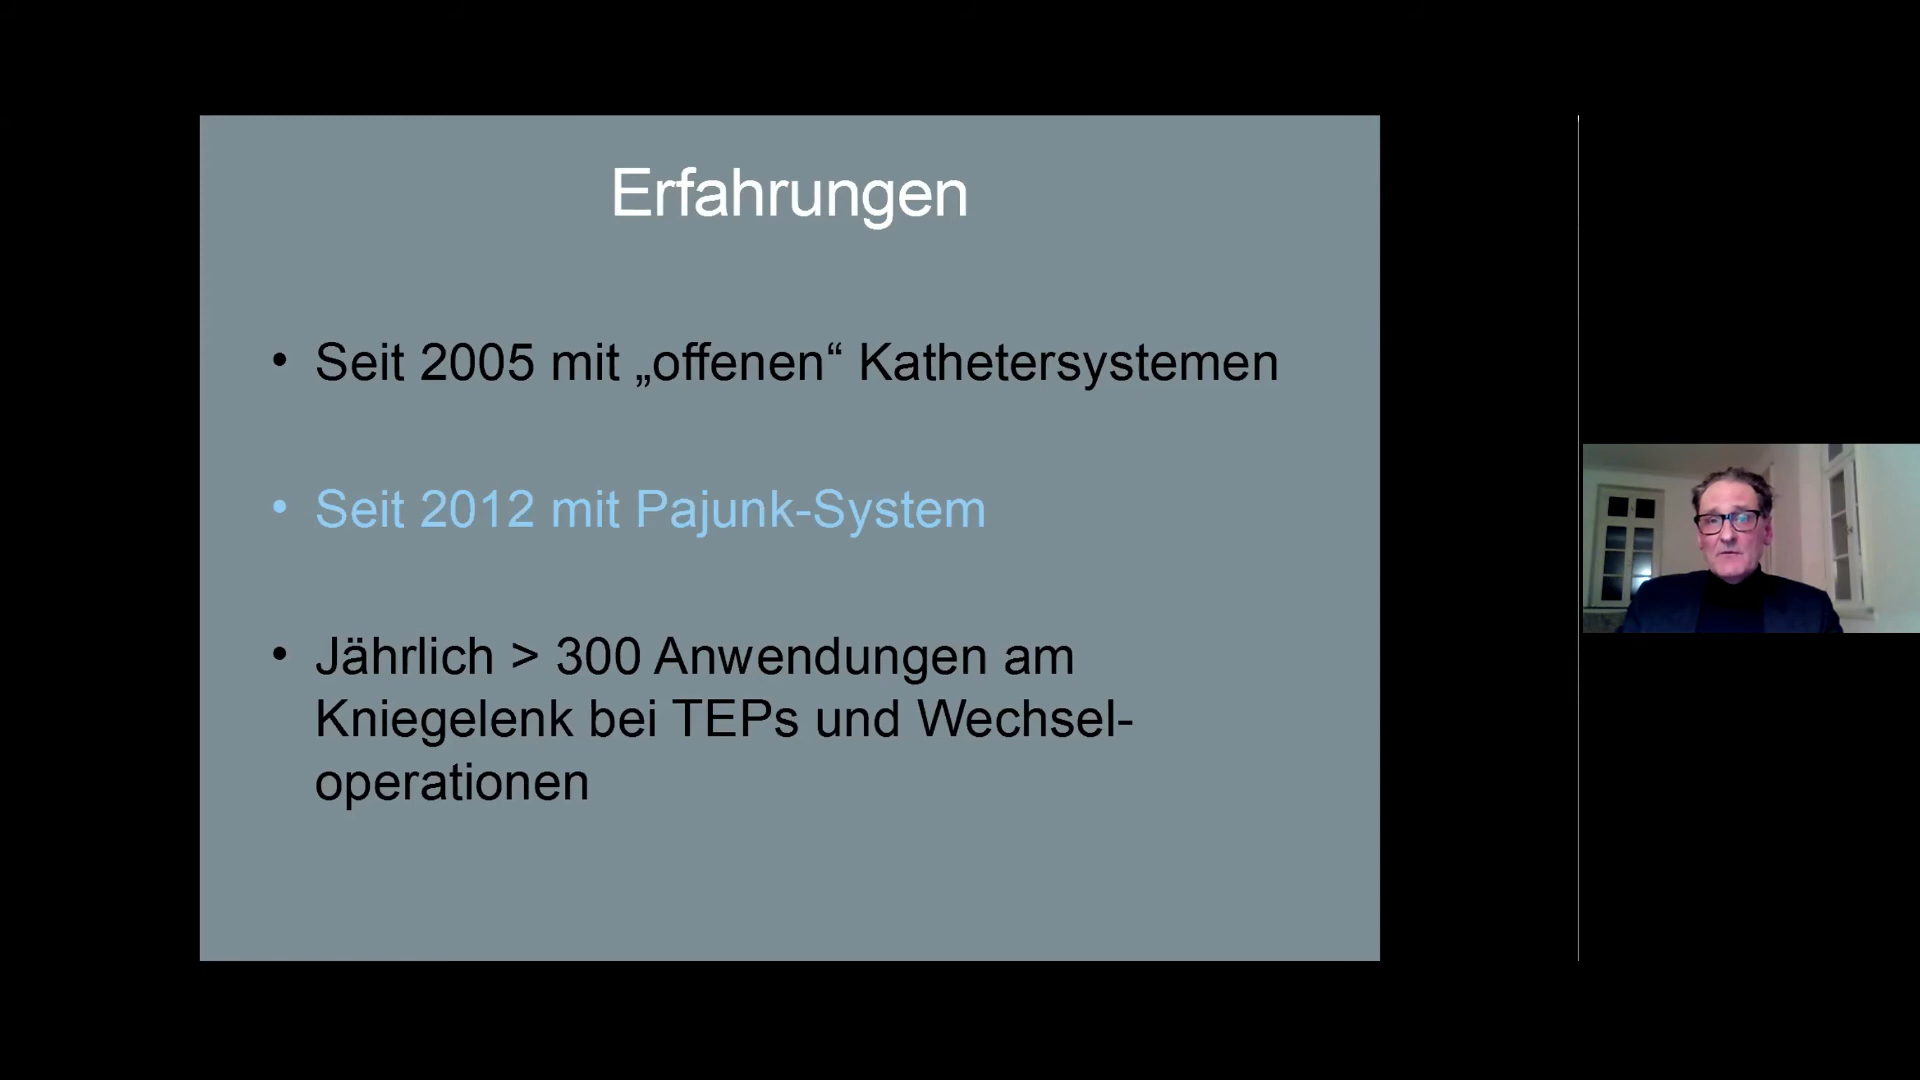 Erfahrungen
• Seit 2005 mit „offenen“ Kathetersystemen
• Seit 2012 mit Pajunk-System
• Jährlich > 300 Anwendungen am
Kniegelenk bei TEPs und Wechsel-
operationen